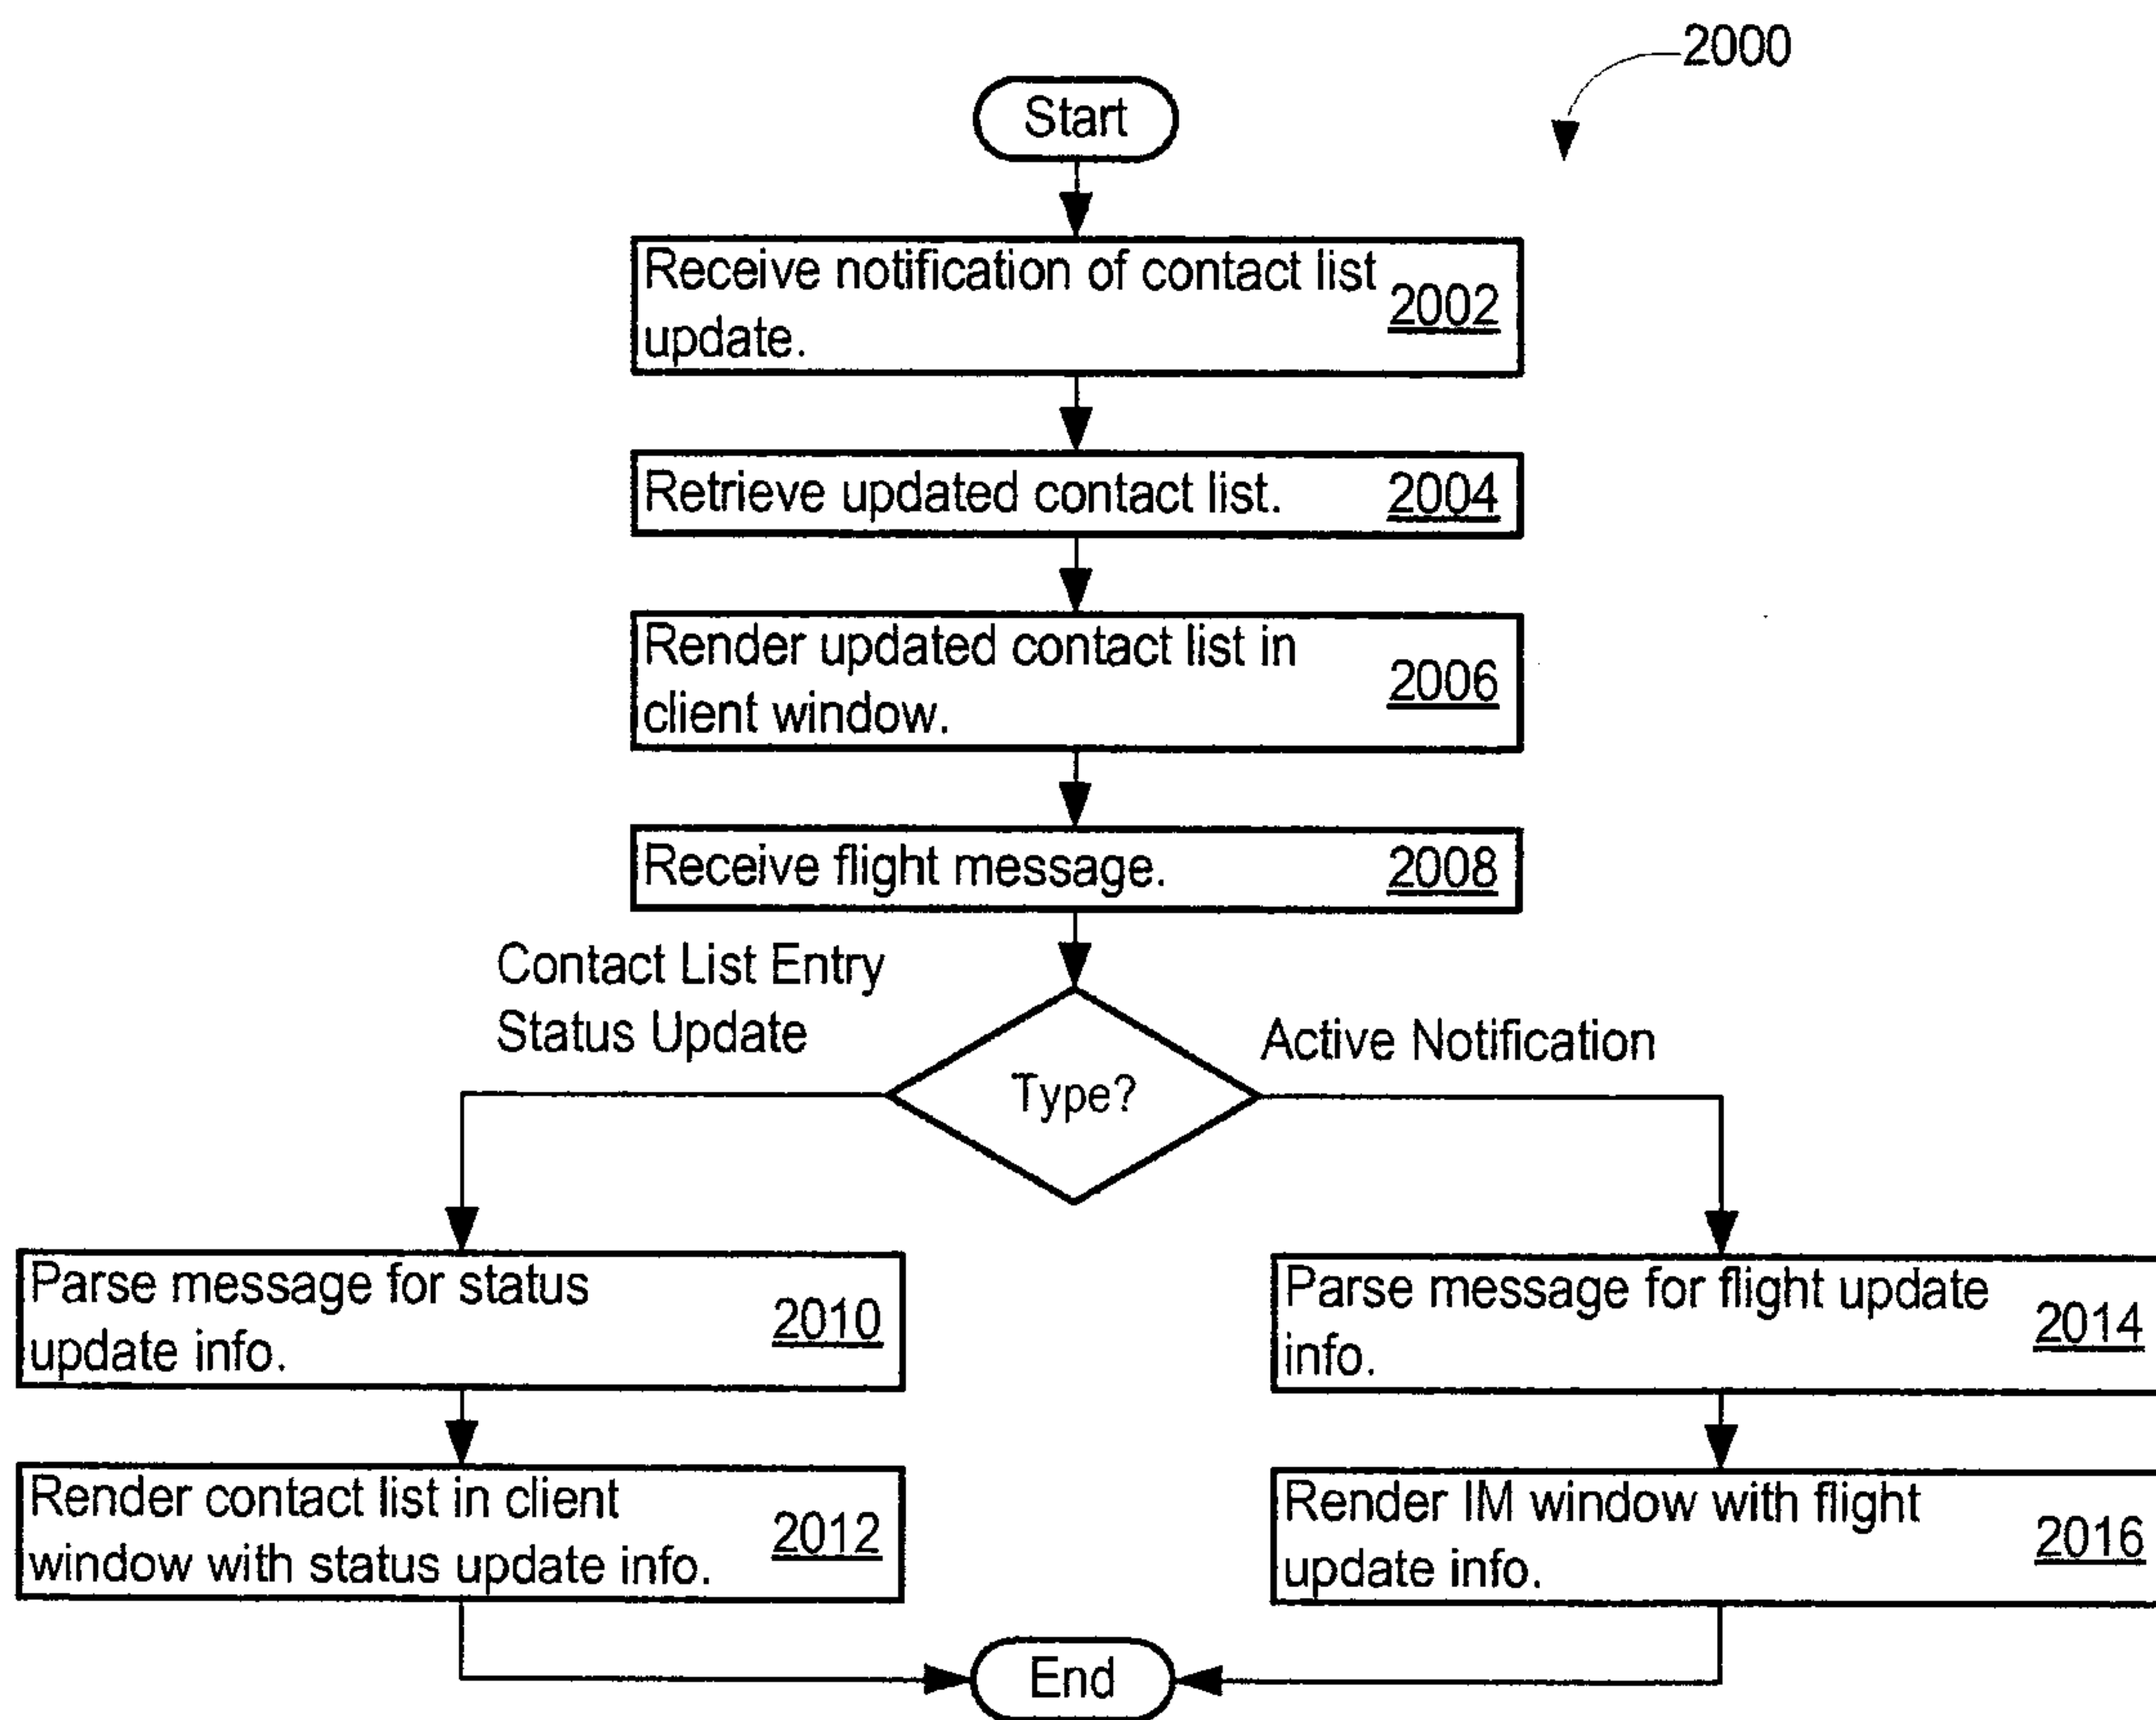 2000
Start
Receive notification of contact list
update.
2002
Retrieve updated contact list.
2004
Render updated contact list in
client window.
2006
Receive flight message.
2008
Contact List Entry
Status Update
Type?
Active Notification
Parse message for status
update info.
2010
Parse message for flight update
info.
2014
Render contact list in client
window with status update info.
2012
Render IM window with flight
update info.
2016
End